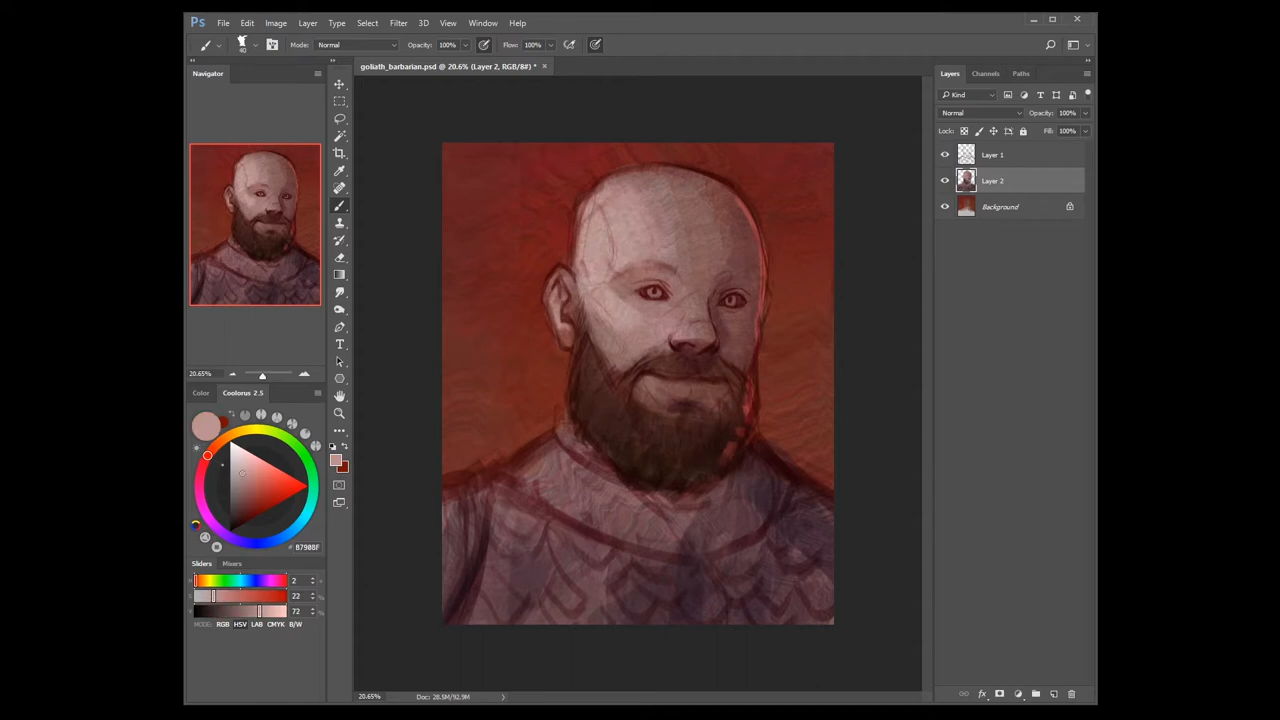 Ps File Edit Image Layer Type Select Filter 3D View Window Help
40 Mode: Normal Opacity: 100% Flow: 100%
Navigator
goliath_barbarian.psd @ 20.6% (Layer 2, RGB/8#) * ×
Layers Channels Paths
Kind
Normal Opacity: 100%
Lock: Fill: 100%
Layer 1
Layer 2
Background
20.65%
Color Coolorus 2.5
# B7908F
Sliders Mixers
2
22
72
MODE: RGB HSV LAB CMYK B/W
20.65% Doc: 28.5M/92.9M